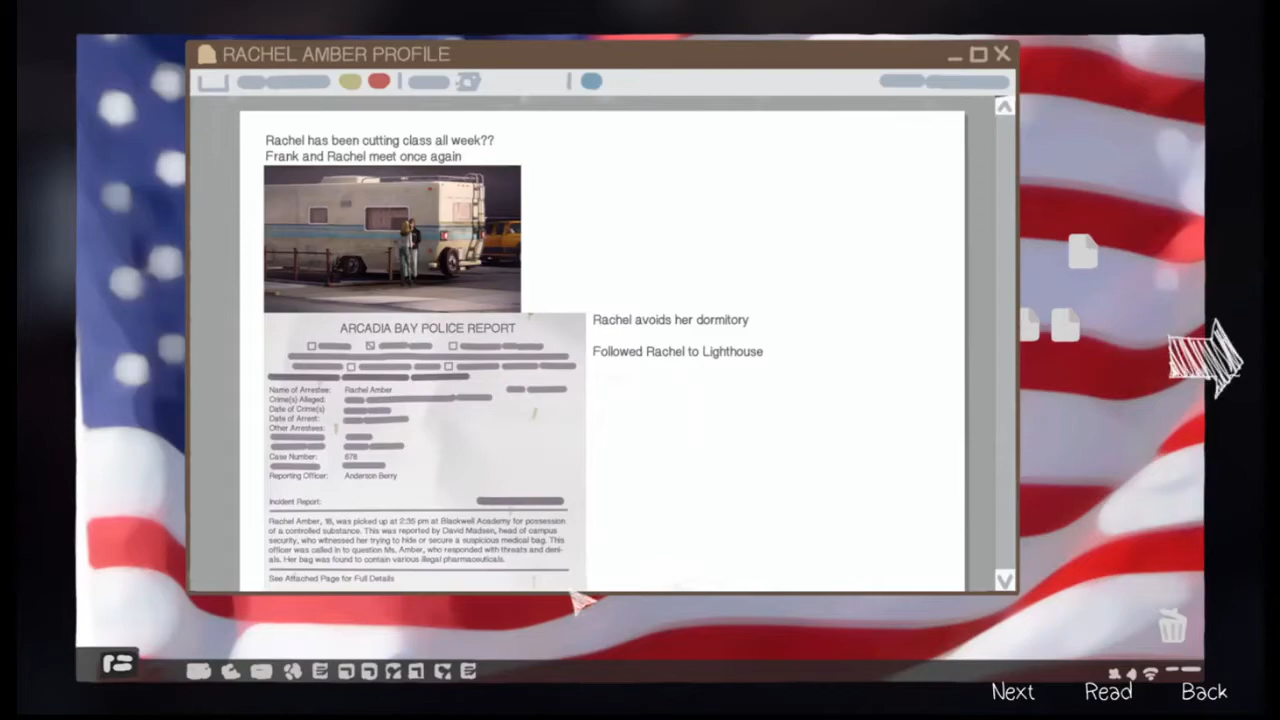 RACHEL AMBER PROFILE
Rachel has been cutting class all week??
Frank and Rachel meet once again
ARCADIA BAY POLICE REPORT
Name of Arrestee: Rachel Amber
Crime(s) Alleged:
Date of Crime(s)
Date of Arrest:
Other Arrestees:
Case Number: 678
Reporting Officer: Anderson Berry
Incident Report:
Rachel Amber, 18, was picked up at 2:35 pm at Blackwell Academy for possession
of a controlled substance. This was reported by David Madsen, head of campus
security, who witnessed her trying to hide or secure a suspicious medical bag. This
officer was called in to question Ms. Amber, who responded with threats and deni-
als. Her bag was found to contain various illegal pharmaceuticals.
See Attached Page for Full Details
Rachel avoids her dormitory
Followed Rachel to Lighthouse
Next Read Back